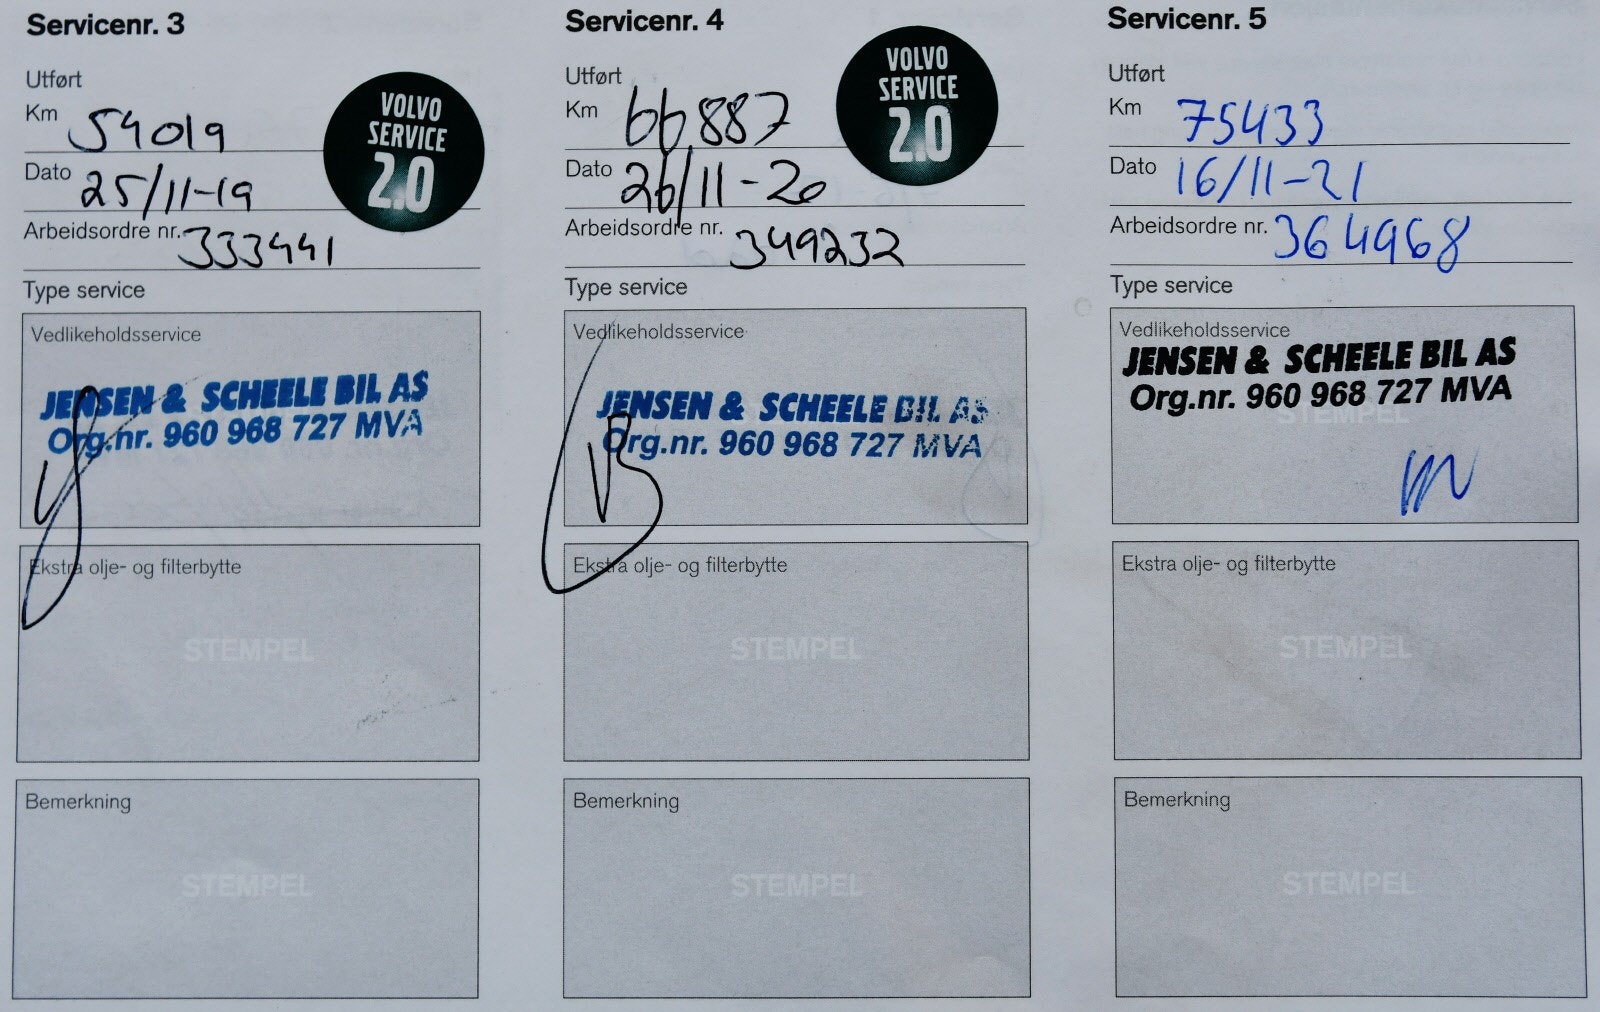 Servicenr. 3
Utført
Km 54019
Dato 25/11-19
Arbeidsordre nr. 333441
VOLVO
SERVICE
2.0
Type service
Vedlikeholdsservice
JENSEN & SCHEELE BIL AS
Org.nr. 960 968 727 MVA
Ekstra olje- og filterbytte
STEMPEL
Bemerkning
STEMPEL
Servicenr. 4
Utført
Km 66887
Dato 26/11-20
Arbeidsordre nr. 349232
VOLVO
SERVICE
2.0
Type service
Vedlikeholdsservice
JENSEN & SCHEELE BIL AS
Org.nr. 960 968 727 MVA
Ekstra olje- og filterbytte
STEMPEL
Bemerkning
STEMPEL
Servicenr. 5
Utført
Km 75433
Dato 16/11-21
Arbeidsordre nr. 364968
Type service
Vedlikeholdsservice
JENSEN & SCHEELE BIL AS
Org.nr. 960 968 727 MVA
STEMPEL
Ekstra olje- og filterbytte
STEMPEL
Bemerkning
STEMPEL